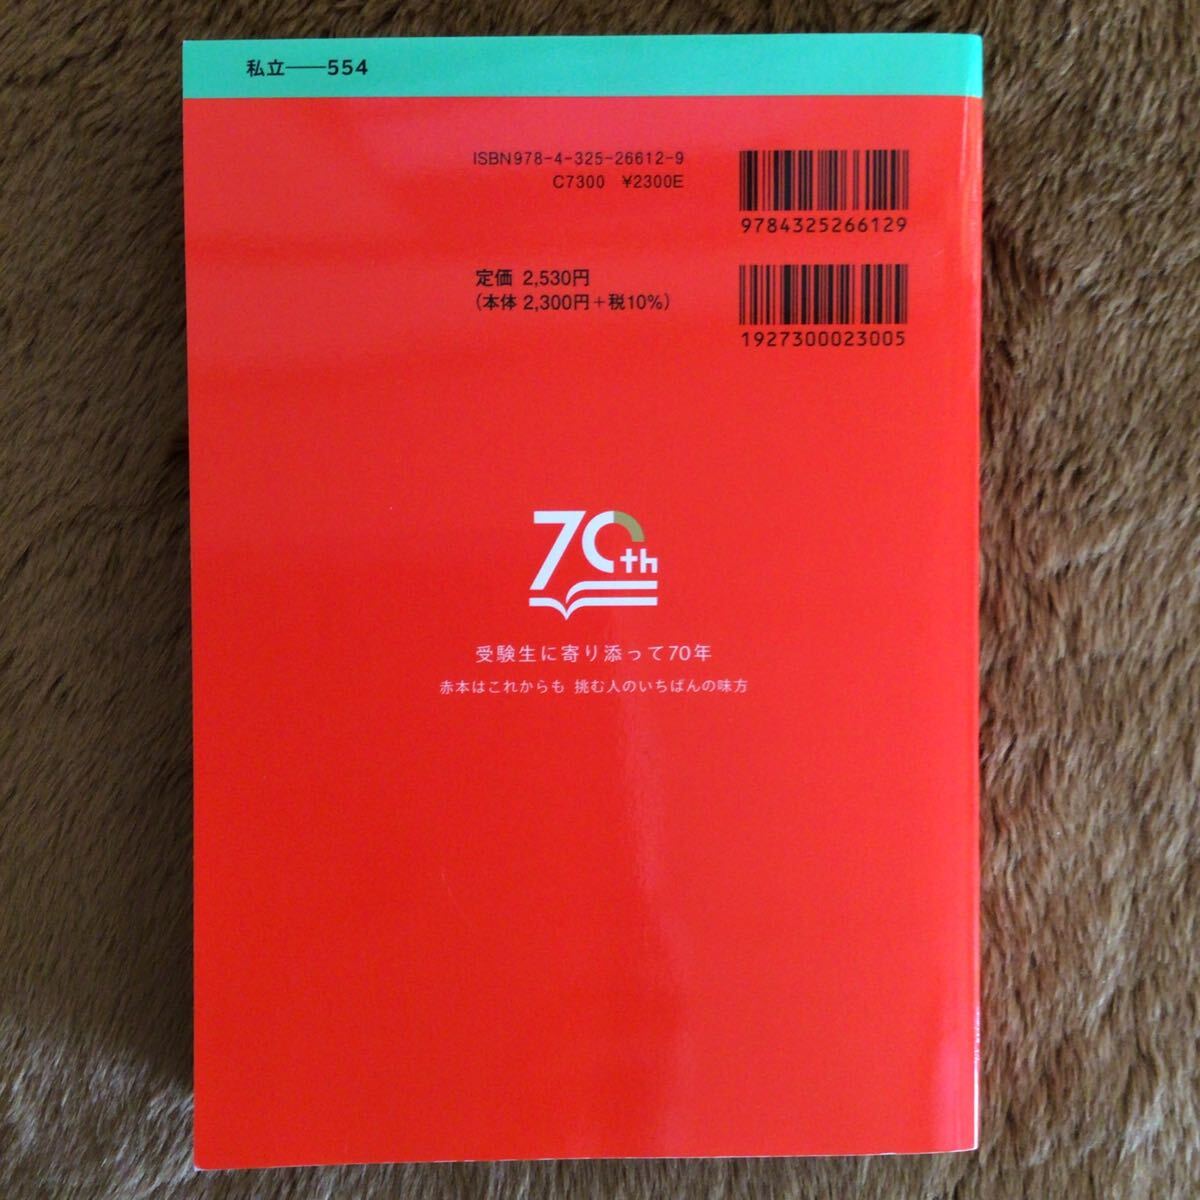 私立――554
ISBN978-4-325-26612-9
C7300 ¥2300E
9784325266129
定価 2,530円
(本体 2,300円+税10%)
1927300023005
70th
受験生に寄り添って70年
赤本はこれからも 挑む人のいちばんの味方